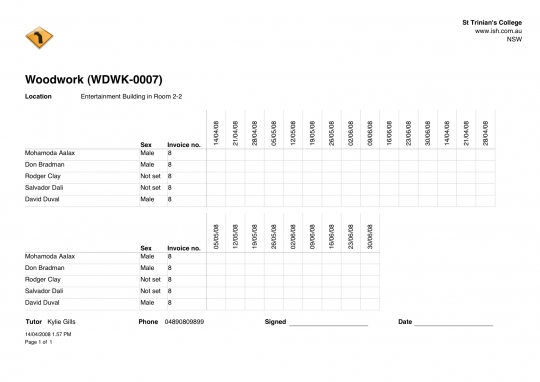 St Trinian's College
www.ish.com.au
NSW
Woodwork (WDWK-0007)
Location Entertainment Building in Room 2-2
Sex Invoice no. 14/04/08 21/04/08 28/04/08 05/05/08 12/05/08 19/05/08 26/05/08 02/06/08 09/06/08 16/06/08 23/06/08 30/06/08 14/04/08 21/04/08 28/04/08
Mohamoda Aalax Male 8
Don Bradman Male 8
Rodger Clay Not set 8
Salvador Dali Not set 8
David Duval Male 8
Sex Invoice no. 05/05/08 12/05/08 19/05/08 26/05/08 02/06/08 09/06/08 16/06/08 23/06/08 30/06/08
Mohamoda Aalax Male 8
Don Bradman Male 8
Rodger Clay Not set 8
Salvador Dali Not set 8
David Duval Male 8
Tutor Kylie Gills Phone 04890809899 Signed Date
14/04/2008 1.57 PM
Page 1 of 1